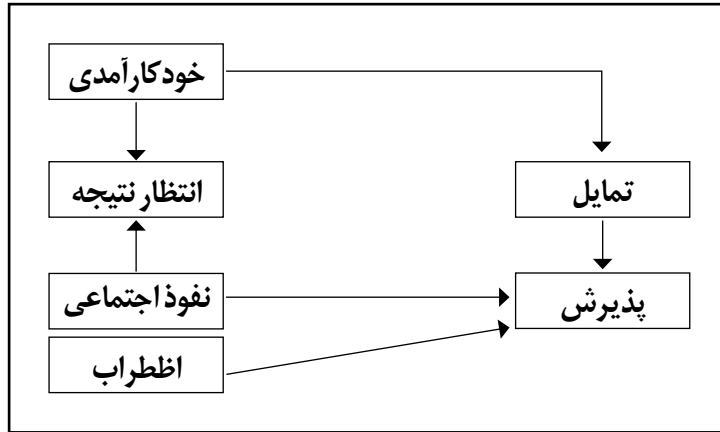 خودکارآمدی
انتظار نتیجه
تمایل
نفوذ اجتماعی
پذیرش
اظطراب